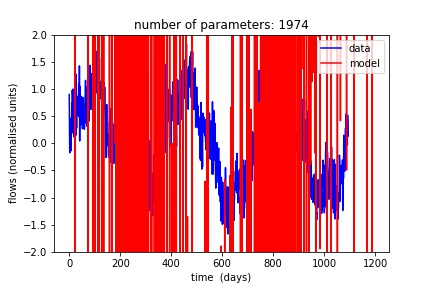 number of parameters: 1974
data
model
flows (normalised units)
2.0
1.5
1.0
0.5
0.0
−0.5
−1.0
−1.5
−2.0
0 200 400 600 800 1000 1200
time (days)